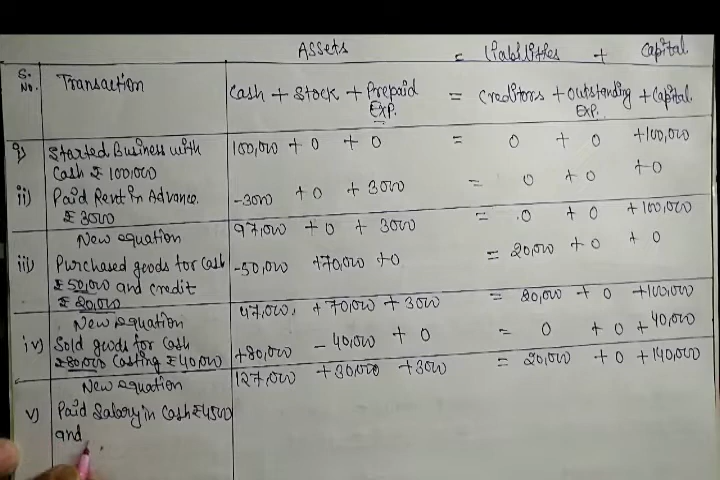 Assets = Liabilities + Capital
S. No. Transaction Cash + Stock + Prepaid Exp. = Creditors + Outstanding Exp. + Capital
i) Started Business with 100,000 + 0 + 0 = 0 + 0 +100,000
Cash ₹ 100,000
ii) Paid Rent in Advance. -3000 + 0 + 3000 = 0 + 0 + 0
₹ 3000
New equation 97,000 + 0 + 3000 = 0 + 0 + 100,000
iii) Purchased goods for Cash -50,000 +70,000 + 0 = 20,000 + 0 + 0
₹ 50,000 and credit
₹ 20,000
New equation 47,000, + 70,000 + 3000 = 20,000 + 0 +100,000
iv) Sold goods for Cash +80,000 - 40,000 + 0 = 0 + 0 + 40,000
₹80,000 Casting ₹ 40,000
New equation 127,000 + 30,000 + 3000 = 20,000 + 0 + 140,000
v) Paid Salary in Cash ₹4500
and